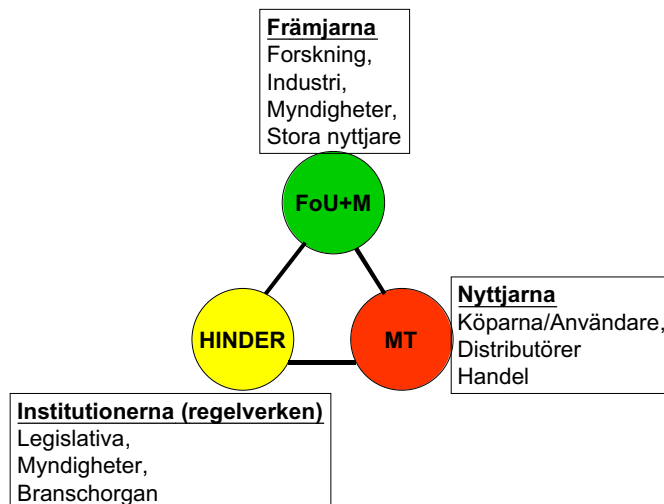 Främjarna
Forskning,
Industri,
Myndigheter,
Stora nyttjare
FoU+M
HINDER
MT
Nyttjarna
Köparna/Användare,
Distributörer
Handel
Institutionerna (regelverken)
Legislativa,
Myndigheter,
Branschorgan